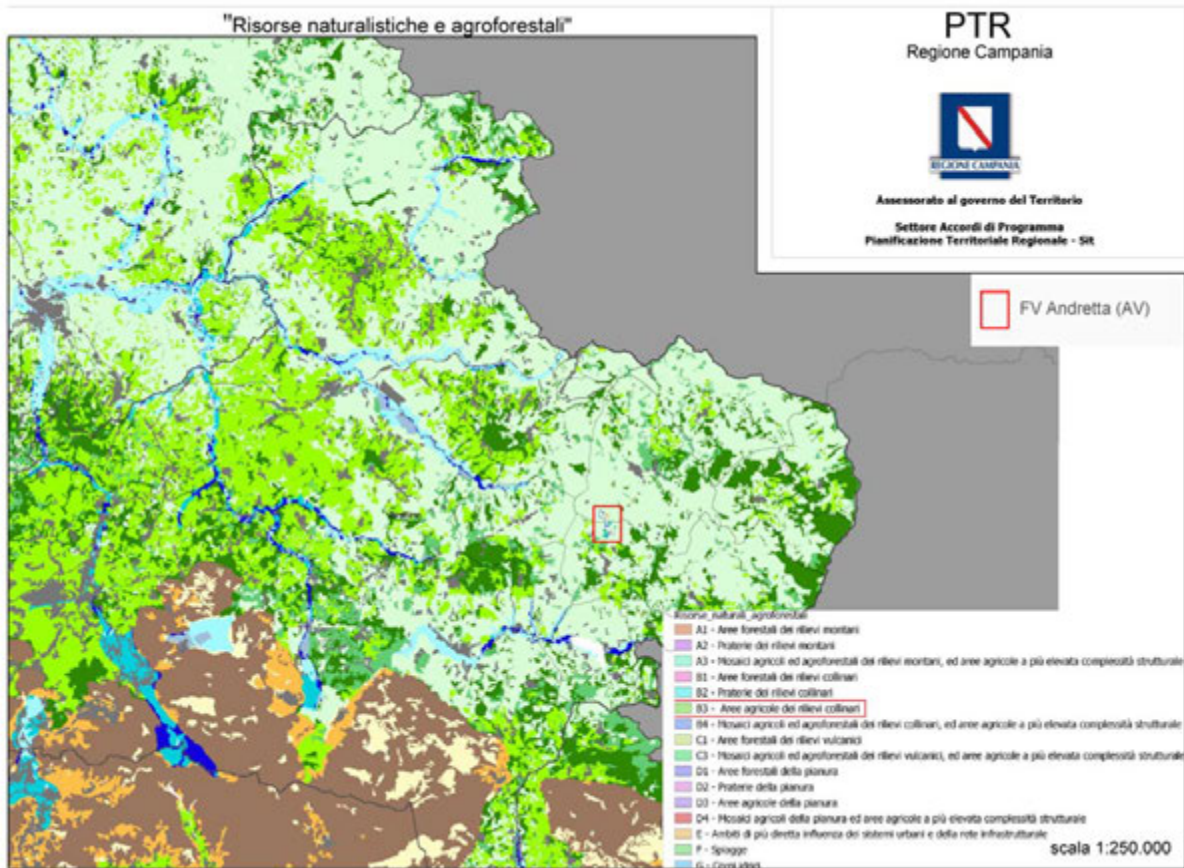 "Risorse naturalistiche e agroforestali"
PTR
Regione Campania
REGIONE CAMPANIA
Assessorato al governo del Territorio
Settore Accordi di Programma
Pianificazione Territoriale Regionale - Sit
FV Andretta (AV)
Risorse_naturali_agroforestali
A1 - Aree forestali dei rilievi montani
A2 - Praterie dei rilievi montani
A3 - Mosaici agricoli ed agroforestali dei rilievi montani, ed aree agricole a più elevata complessità strutturale
B1 - Aree forestali dei rilievi collinari
B2 - Praterie dei rilievi collinari
B3 - Aree agricole dei rilievi collinari
B4 - Mosaici agricoli ed agroforestali dei rilievi collinari, ed aree agricole a più elevata complessità strutturale
C1 - Aree forestali dei rilievi vulcanici
C3 - Mosaici agricoli ed agroforestali dei rilievi vulcanici, ed aree agricole a più elevata complessità strutturale
D1 - Aree forestali della pianura
D2 - Praterie della pianura
D3 - Aree agricole della pianura
D4 - Mosaici agricoli della pianura ed aree agricole a più elevata complessità strutturale
E - Ambiti di più diretta influenza dei sistemi urbani e della rete infrastrutturale
F - Spiagge
G - Corpi idrici
scala 1:250.000